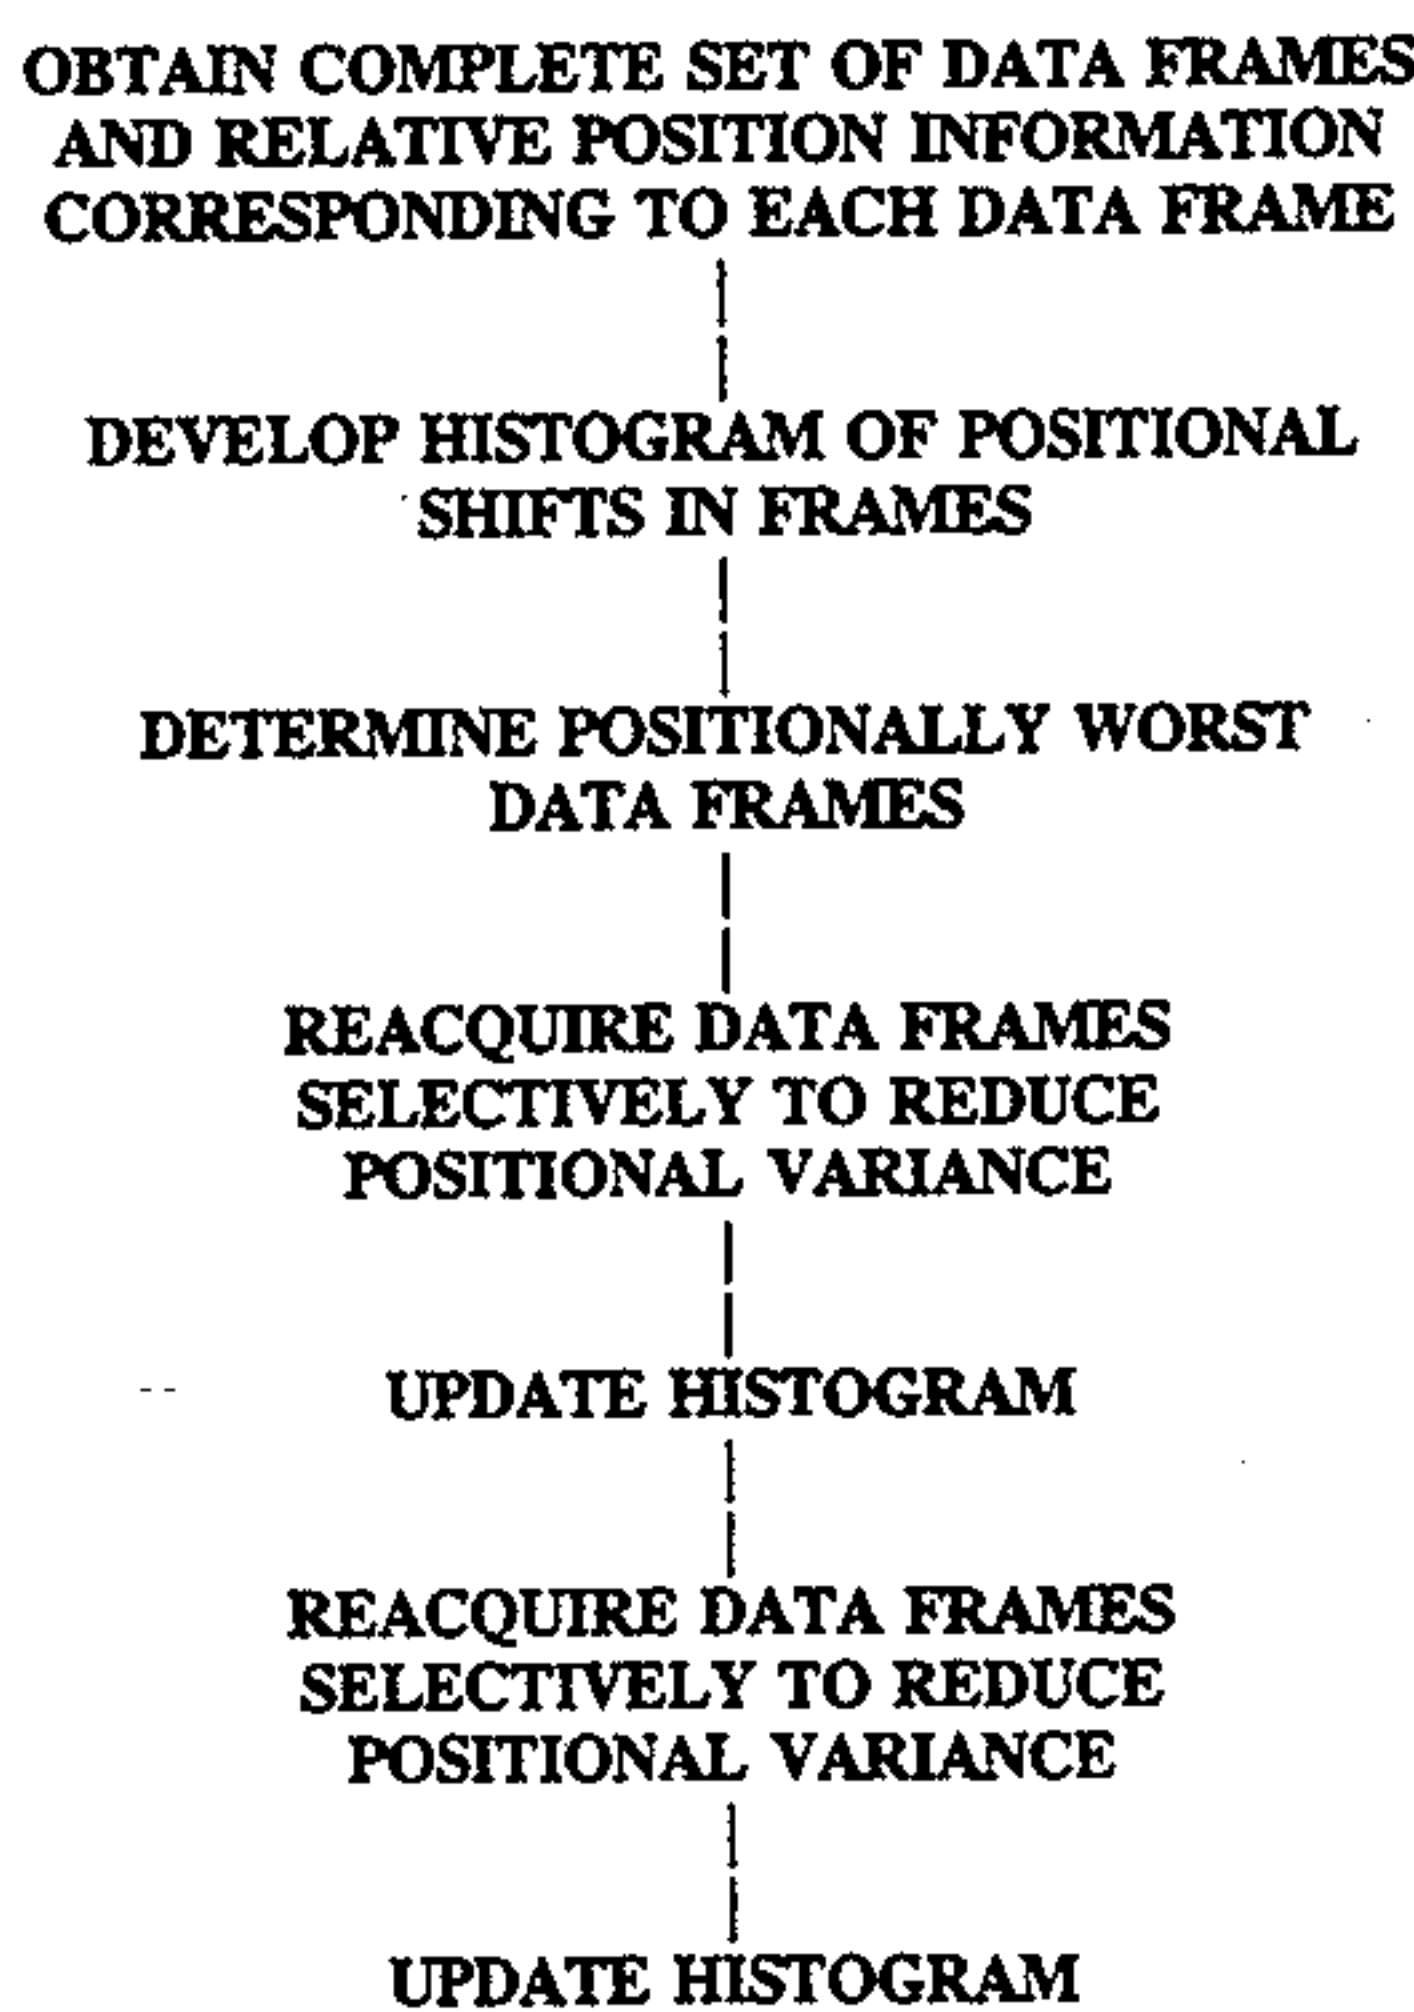 OBTAIN COMPLETE SET OF DATA FRAMES
AND RELATIVE POSITION INFORMATION
CORRESPONDING TO EACH DATA FRAME
DEVELOP HISTOGRAM OF POSITIONAL
SHIFTS IN FRAMES
DETERMINE POSITIONALLY WORST
DATA FRAMES
REACQUIRE DATA FRAMES
SELECTIVELY TO REDUCE
POSITIONAL VARIANCE
UPDATE HISTOGRAM
REACQUIRE DATA FRAMES
SELECTIVELY TO REDUCE
POSITIONAL VARIANCE
UPDATE HISTOGRAM